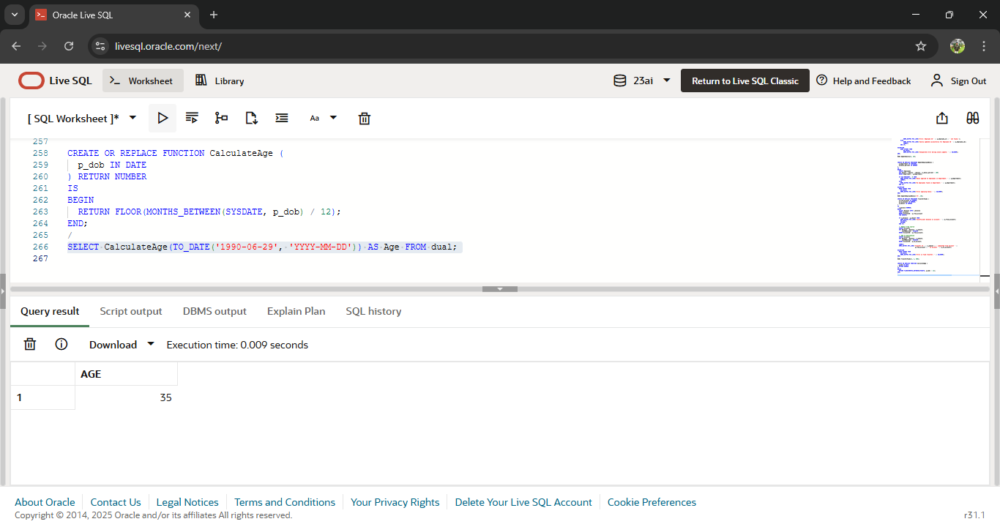 Oracle Live SQL
livesql.oracle.com/next/
Live SQL
Worksheet
Library
23ai
Return to Live SQL Classic
Help and Feedback
Sign Out
[ SQL Worksheet ]*
Aa
257
258 CREATE OR REPLACE FUNCTION CalculateAge (
259 p_dob IN DATE
260 ) RETURN NUMBER
261 IS
262 BEGIN
263 RETURN FLOOR(MONTHS_BETWEEN(SYSDATE, p_dob) / 12);
264 END;
265 /
266 SELECT CalculateAge(TO_DATE('1990-06-29', 'YYYY-MM-DD')) AS Age FROM dual;
267
Query result
Script output
DBMS output
Explain Plan
SQL history
Download
Execution time: 0.009 seconds
AGE
1 35
About Oracle
Contact Us
Legal Notices
Terms and Conditions
Your Privacy Rights
Delete Your Live SQL Account
Cookie Preferences
Copyright © 2014, 2025 Oracle and/or its affiliates All rights reserved.
r31.1